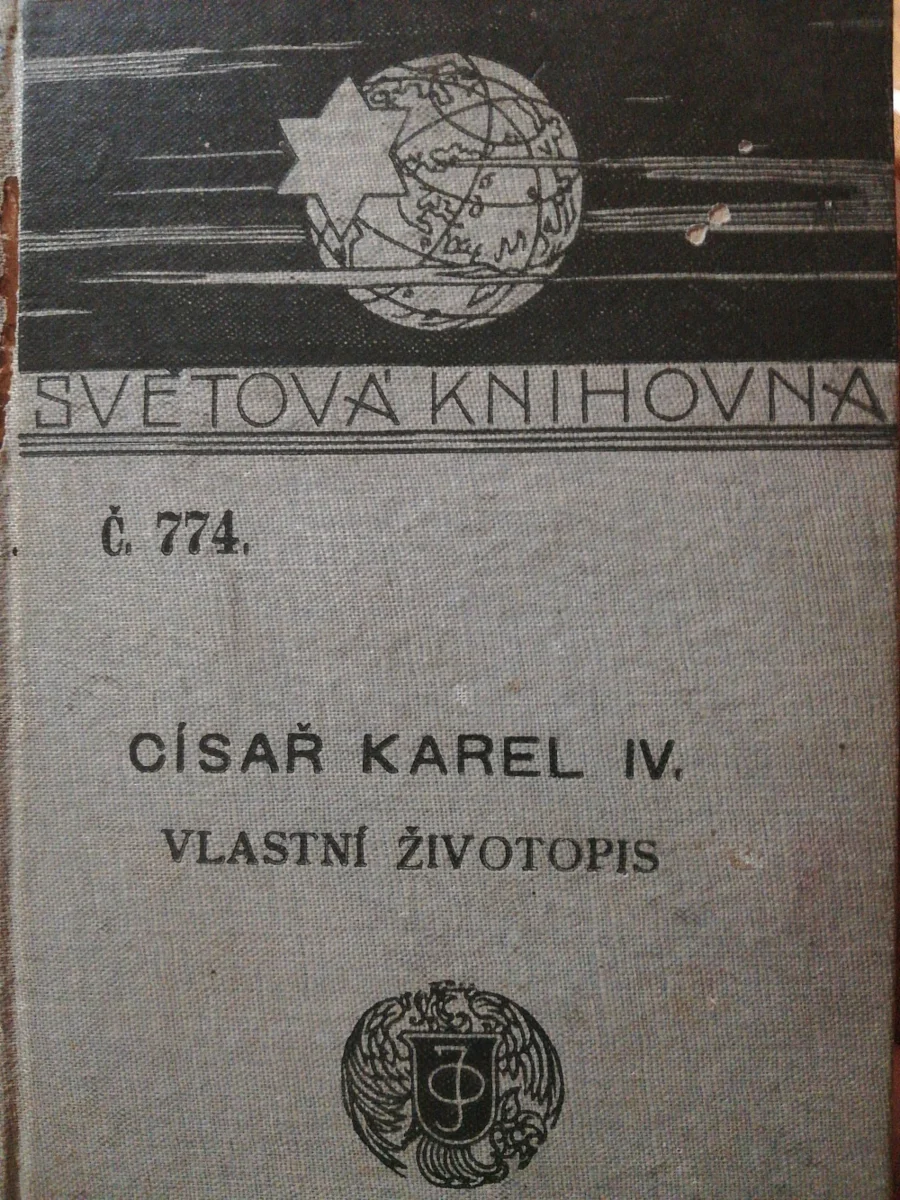 SVĚTOVÁ KNIHOVNA
Č. 774.
CÍSAŘ KAREL IV.
VLASTNÍ ŽIVOTOPIS